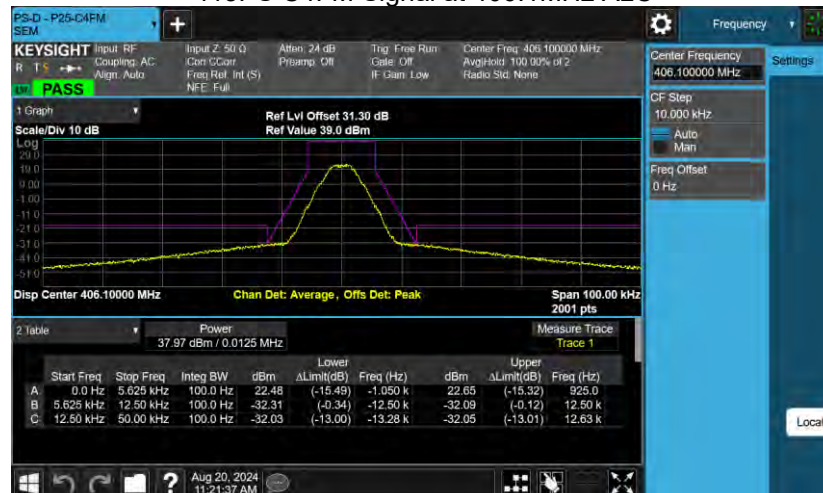 PS-D - P25-C4FM
SEM
Frequency
KEYSIGHT Input: RF
Coupling: AC
Align: Auto
Input Z: 50 Ω
Corr CCorr
Freq Ref: Int (S)
NFE: Full
Atten: 24 dB
Preamp: Off
Trig: Free Run
Gate: Off
IF Gain: Low
Center Freq: 406.100000 MHz
Avg|Hold: 100.00% of 2
Radio Std: None
PASS
1 Graph
Scale/Div 10 dB
Ref Lvl Offset 31.30 dB
Ref Value 39.0 dBm
Log
29.0
19.0
9.00
-1.00
-11.0
-21.0
-31.0
-41.0
-51.0
Disp Center 406.10000 MHz
Chan Det: Average, Offs Det: Peak
Span 100.00 kHz
2001 pts
2 Table
Power
37.97 dBm / 0.0125 MHz
Measure Trace
Trace 1
Lower Upper
Start Freq Stop Freq Integ BW dBm ΔLimit(dB) Freq (Hz) dBm ΔLimit(dB) Freq (Hz)
A 0.0 Hz 5.625 kHz 100.0 Hz 22.48 (-15.49) -1.050 k 22.65 (-15.32) 925.0
B 5.625 kHz 12.50 kHz 100.0 Hz -32.31 (-0.34) -12.50 k -32.09 (-0.12) 12.50 k
C 12.50 kHz 50.00 kHz 100.0 Hz -32.03 (-13.00) -13.28 k -32.05 (-13.01) 12.63 k
Center Frequency
406.100000 MHz
Settings
CF Step
10.000 kHz
Auto
Man
Freq Offset
0 Hz
Local
Aug 20, 2024
11:21:37 AM